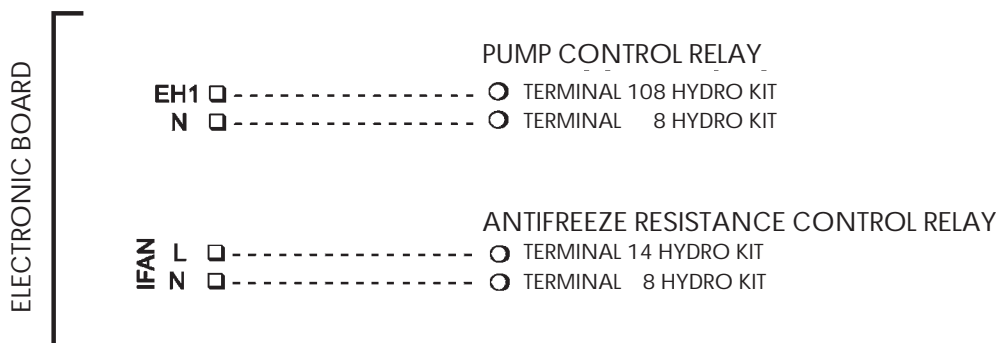 ELECTRONIC BOARD
PUMP CONTROL RELAY
EH1 TERMINAL 108 HYDRO KIT
N TERMINAL 8 HYDRO KIT
ANTIFREEZE RESISTANCE CONTROL RELAY
IFAN
L TERMINAL 14 HYDRO KIT
N TERMINAL 8 HYDRO KIT